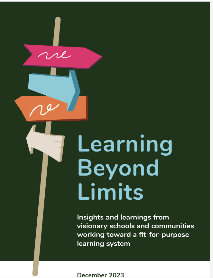 Learning
Beyond
Limits
Insights and learnings from
visionary schools and communities
working toward a fit-for-purpose
learning system
December 2023